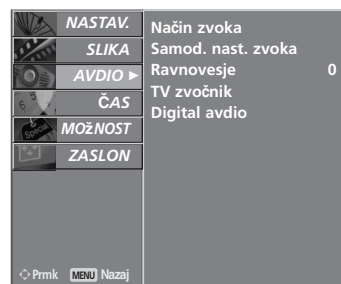 NASTAV.
SLIKA
AVDIO
ČAS
MOžNOST
ZASLON
Način zvoka
Samod. nast. zvoka
Ravnovesje 0
TV zvočnik
Digital avdio
Prmk MENU Nazaj